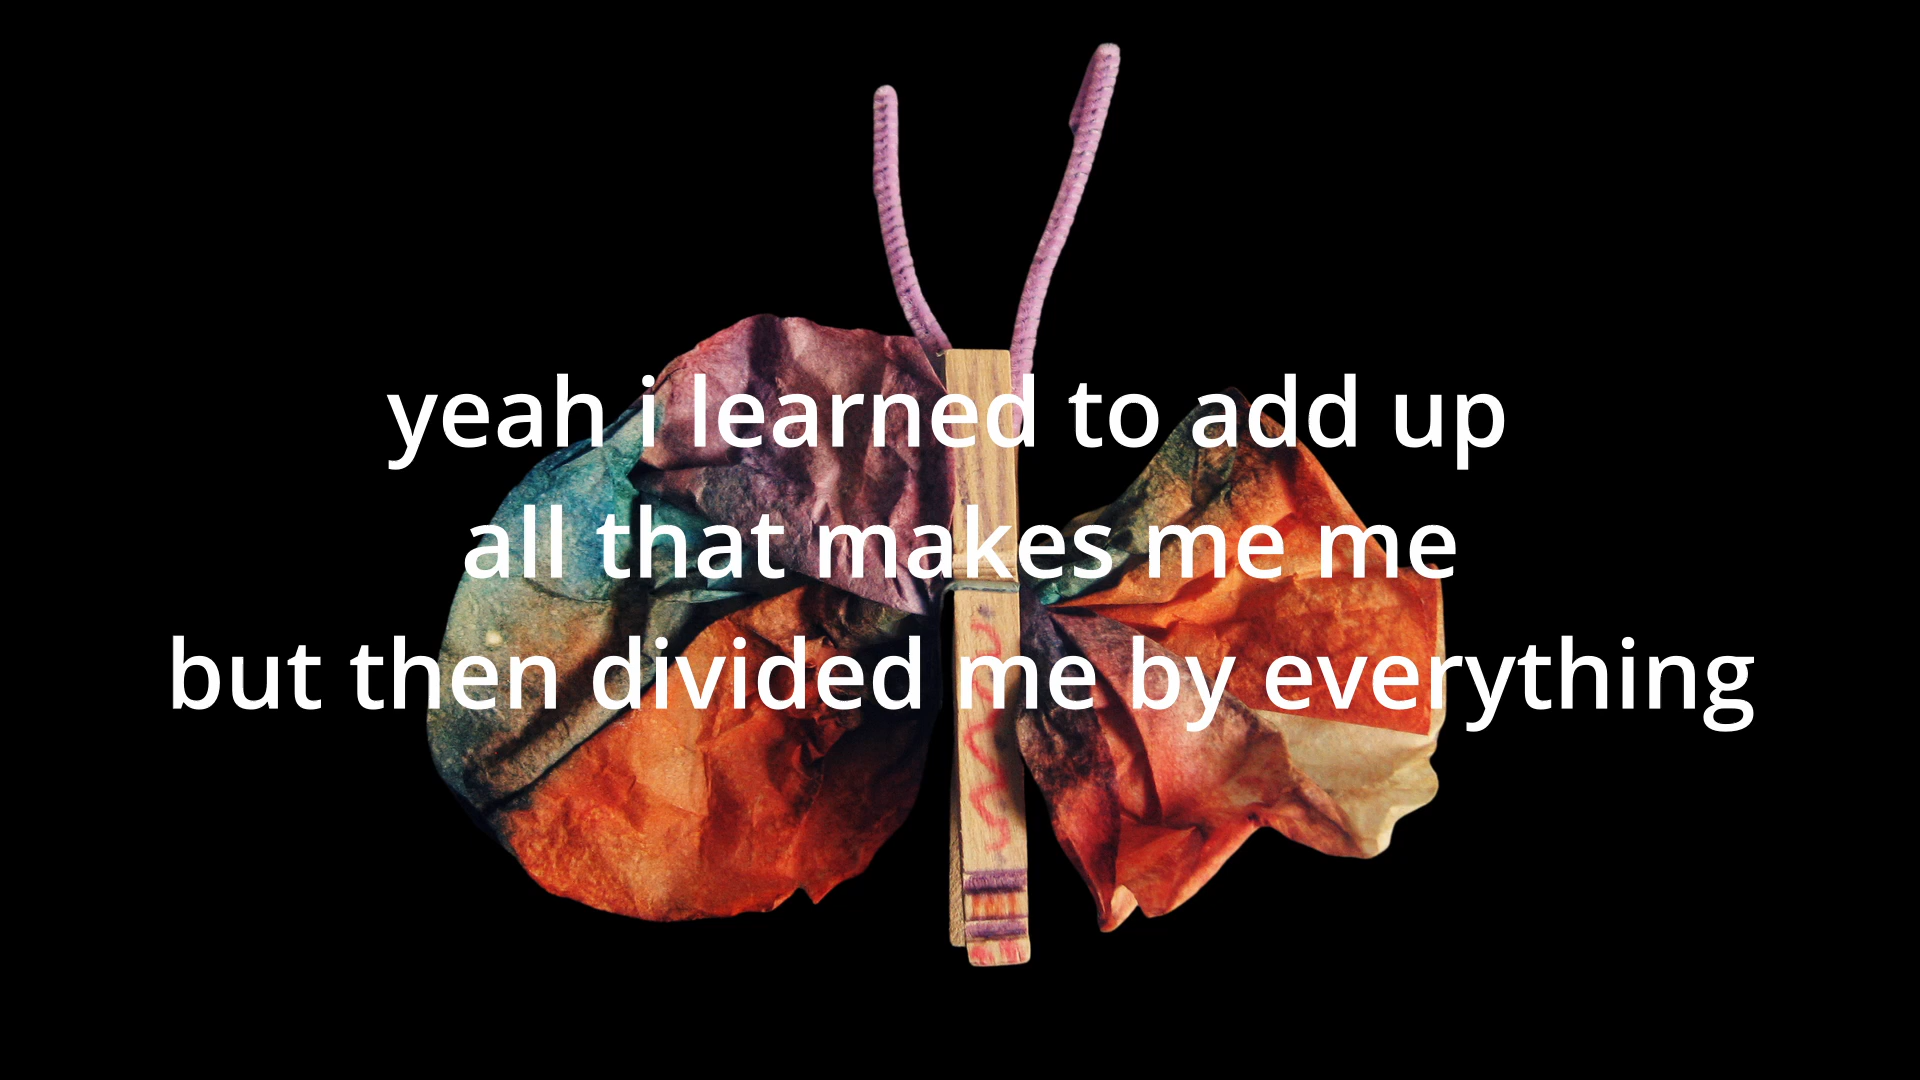 yeah i learned to add up
all that makes me me
but then divided me by everything